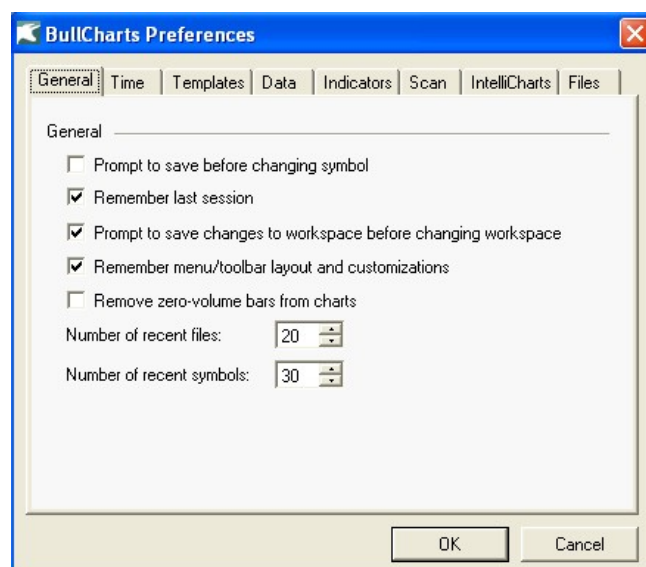 BullCharts Preferences
General Time Templates Data Indicators Scan IntelliCharts Files
General
Prompt to save before changing symbol
Remember last session
Prompt to save changes to workspace before changing workspace
Remember menu/toolbar layout and customizations
Remove zero-volume bars from charts
Number of recent files: 20
Number of recent symbols: 30
OK Cancel